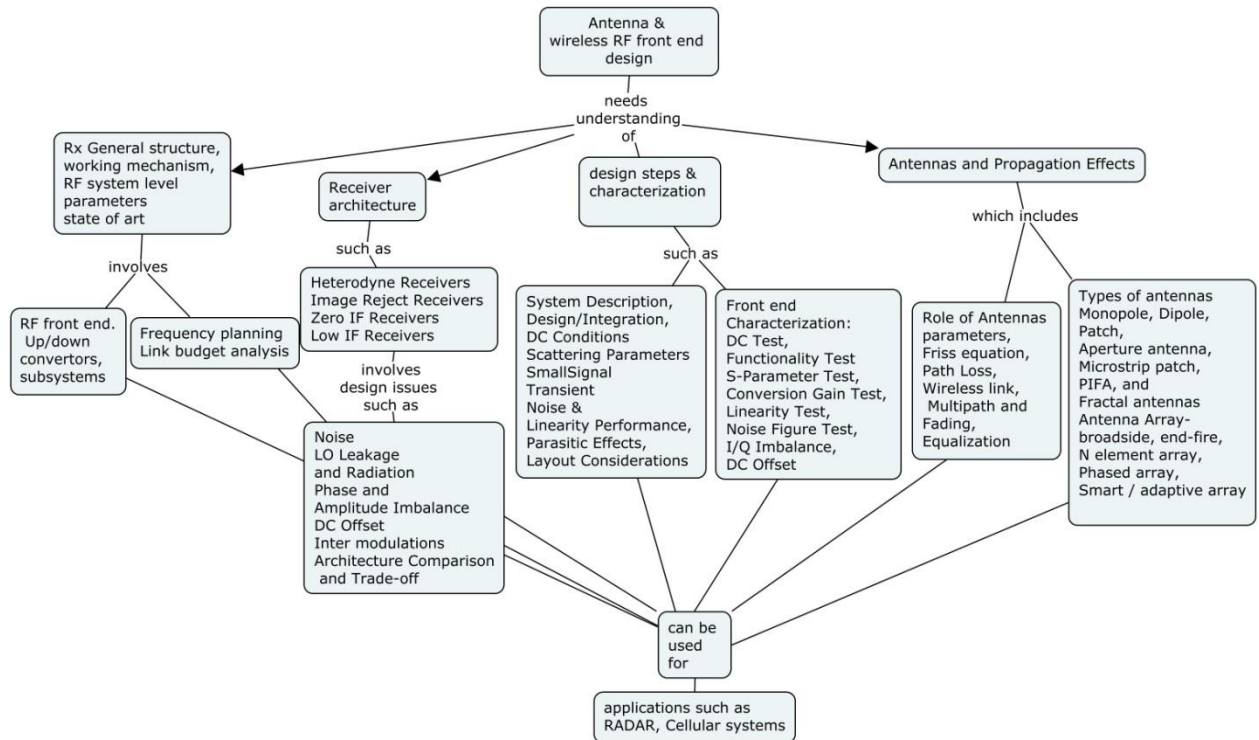 Antenna &
wireless RF front end
design
needs
understanding
of
Rx General structure,
working mechanism,
RF system level
parameters
state of art
Receiver
architecture
design steps &
characterization
Antennas and Propagation Effects
involves
such as
such as
which includes
RF front end.
Up/down
convertors,
subsystems
Frequency planning
Link budget analysis
Heterodyne Receivers
Image Reject Receivers
Zero IF Receivers
Low IF Receivers
involves
design issues
such as
Noise
LO Leakage
and Radiation
Phase and
Amplitude Imbalance
DC Offset
Inter modulations
Architecture Comparison
and Trade-off
System Description,
Design/Integration,
DC Conditions
Scattering Parameters
SmallSignal
Transient
Noise &
Linearity Performance,
Parasitic Effects,
Layout Considerations
Front end
Characterization:
DC Test,
Functionality Test
S-Parameter Test,
Conversion Gain Test,
Linearity Test,
Noise Figure Test,
I/Q Imbalance,
DC Offset
Role of Antennas
parameters,
Friss equation,
Path Loss,
Wireless link,
Multipath and
Fading,
Equalization
Types of antennas
Monopole, Dipole,
Patch,
Aperture antenna,
Microstrip patch,
PIFA, and
Fractal antennas
Antenna Array-
broadside, end-fire,
N element array,
Phased array,
Smart / adaptive array
can be
used
for
applications such as
RADAR, Cellular systems